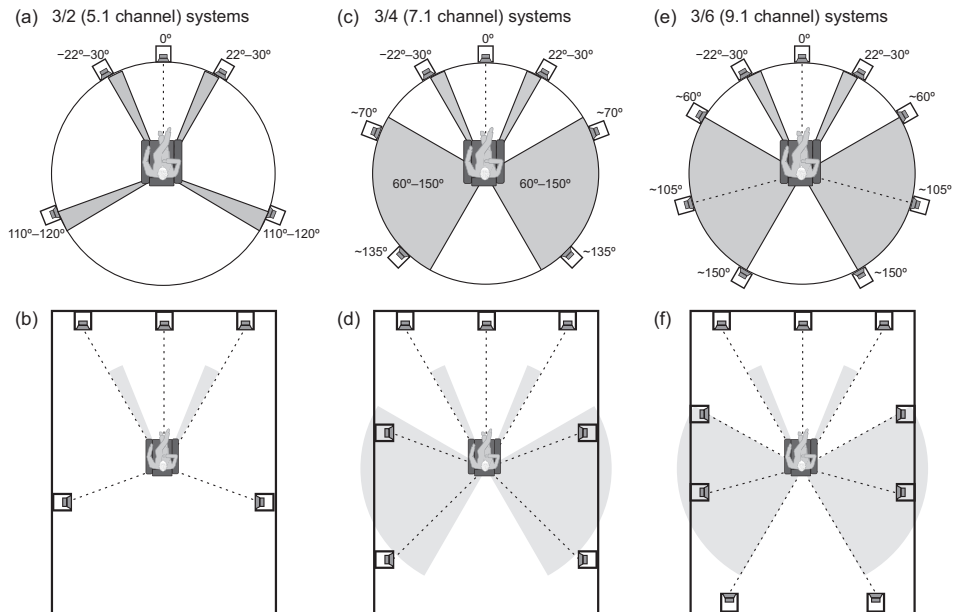 (a) 3/2 (5.1 channel) systems
0º
−22º–30º
22º–30º
110º–120º
110º–120º
(c) 3/4 (7.1 channel) systems
0º
−22º–30º
22º–30º
~70º
~70º
60º–150º
60º–150º
~135º
~135º
(e) 3/6 (9.1 channel) systems
0º
−22º–30º
22º–30º
~60º
~60º
~105º
~105º
~150º
~150º
(b)
(d)
(f)